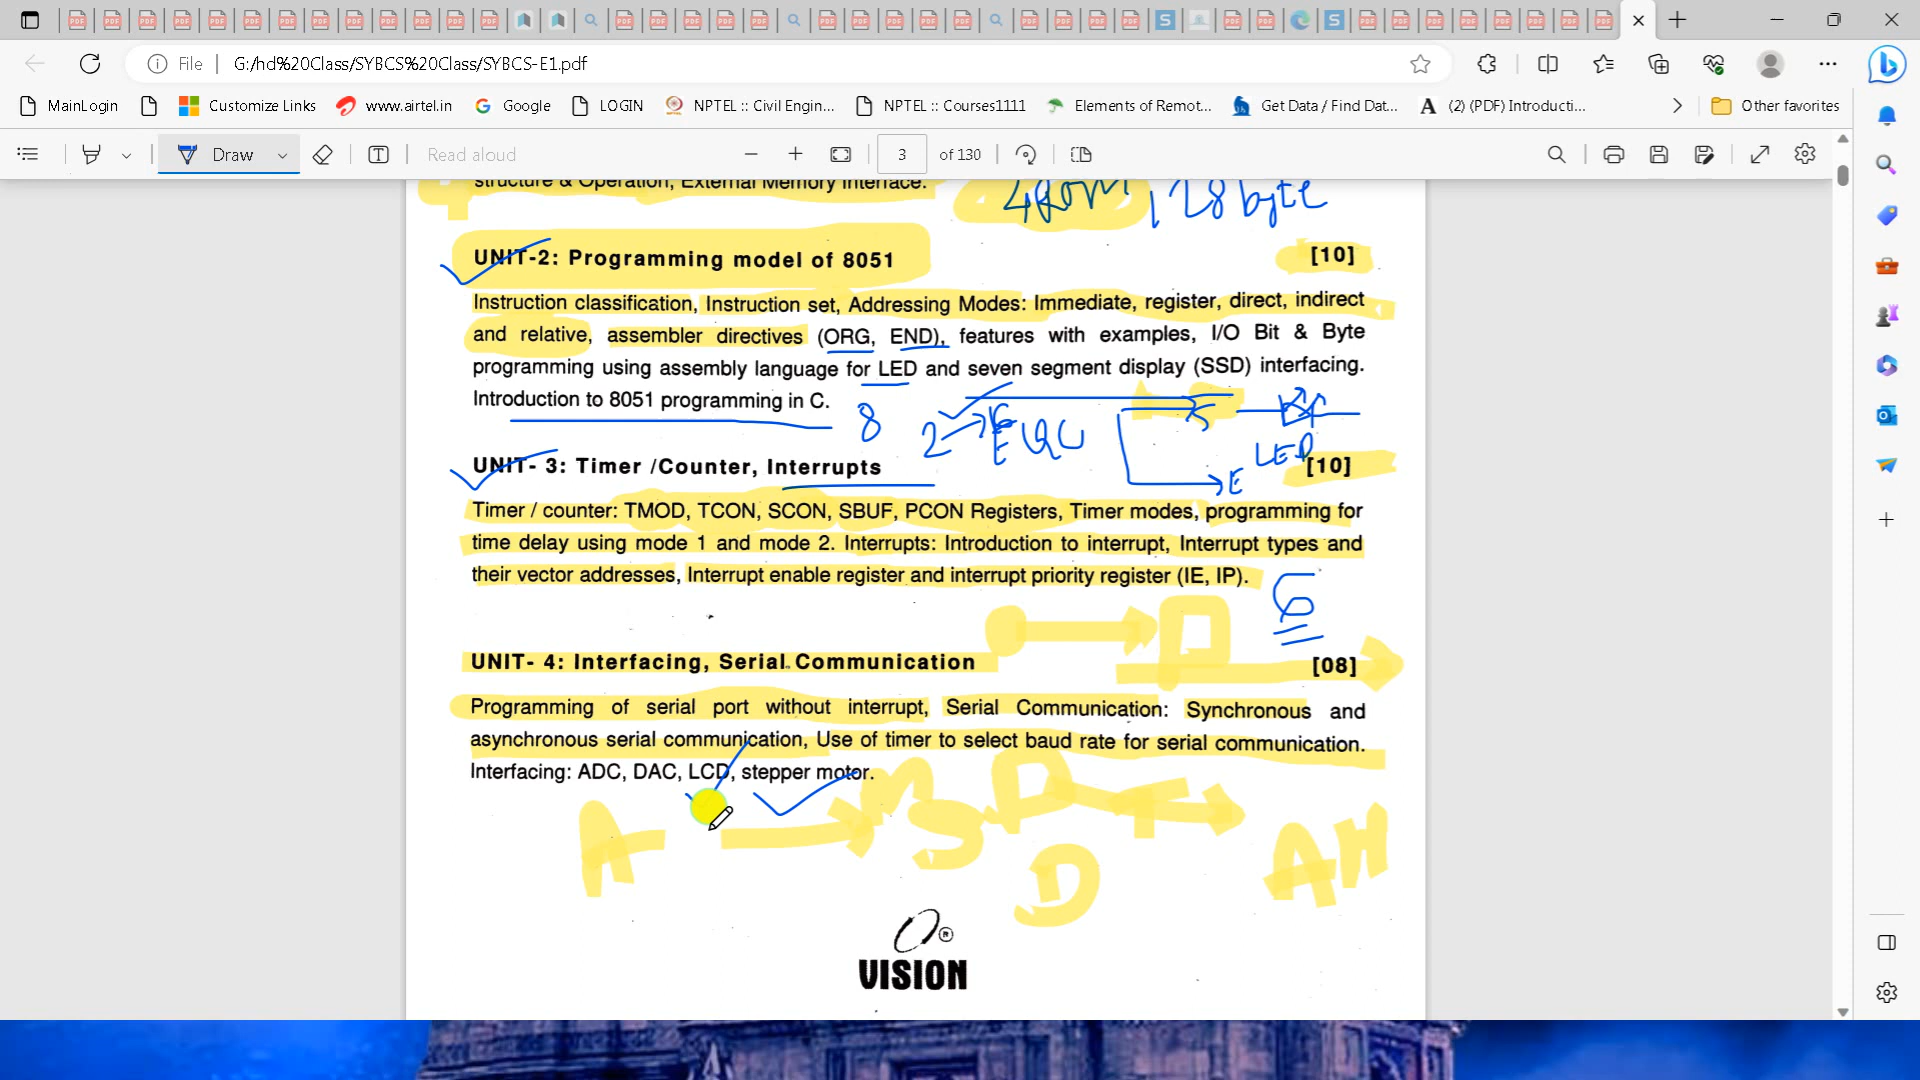 File | G:/hd%20Class/SYBCS%20Class/SYBCS-E1.pdf
MainLogin Customize Links www.airtel.in Google LOGIN NPTEL :: Civil Engin... NPTEL :: Courses1111 Elements of Remot... Get Data / Find Dat... (2) (PDF) Introducti... Other favorites
Draw Read aloud 3 of 130
structure & Operation, External Memory Interface.
128 byte
UNIT-2: Programming model of 8051 [10]
Instruction classification, Instruction set, Addressing Modes: Immediate, register, direct, indirect
and relative, assembler directives (ORG, END), features with examples, I/O Bit & Byte
programming using assembly language for LED and seven segment display (SSD) interfacing.
Introduction to 8051 programming in C.
8 2
LED
E
UNIT- 3: Timer /Counter, Interrupts [10]
Timer / counter: TMOD, TCON, SCON, SBUF, PCON Registers, Timer modes, programming for
time delay using mode 1 and mode 2. Interrupts: Introduction to interrupt, Interrupt types and
their vector addresses, Interrupt enable register and interrupt priority register (IE, IP).
UNIT- 4: Interfacing, Serial Communication [08]
Programming of serial port without interrupt, Serial Communication: Synchronous and
asynchronous serial communication, Use of timer to select baud rate for serial communication.
Interfacing: ADC, DAC, LCD, stepper motor.
A D AH
VISION